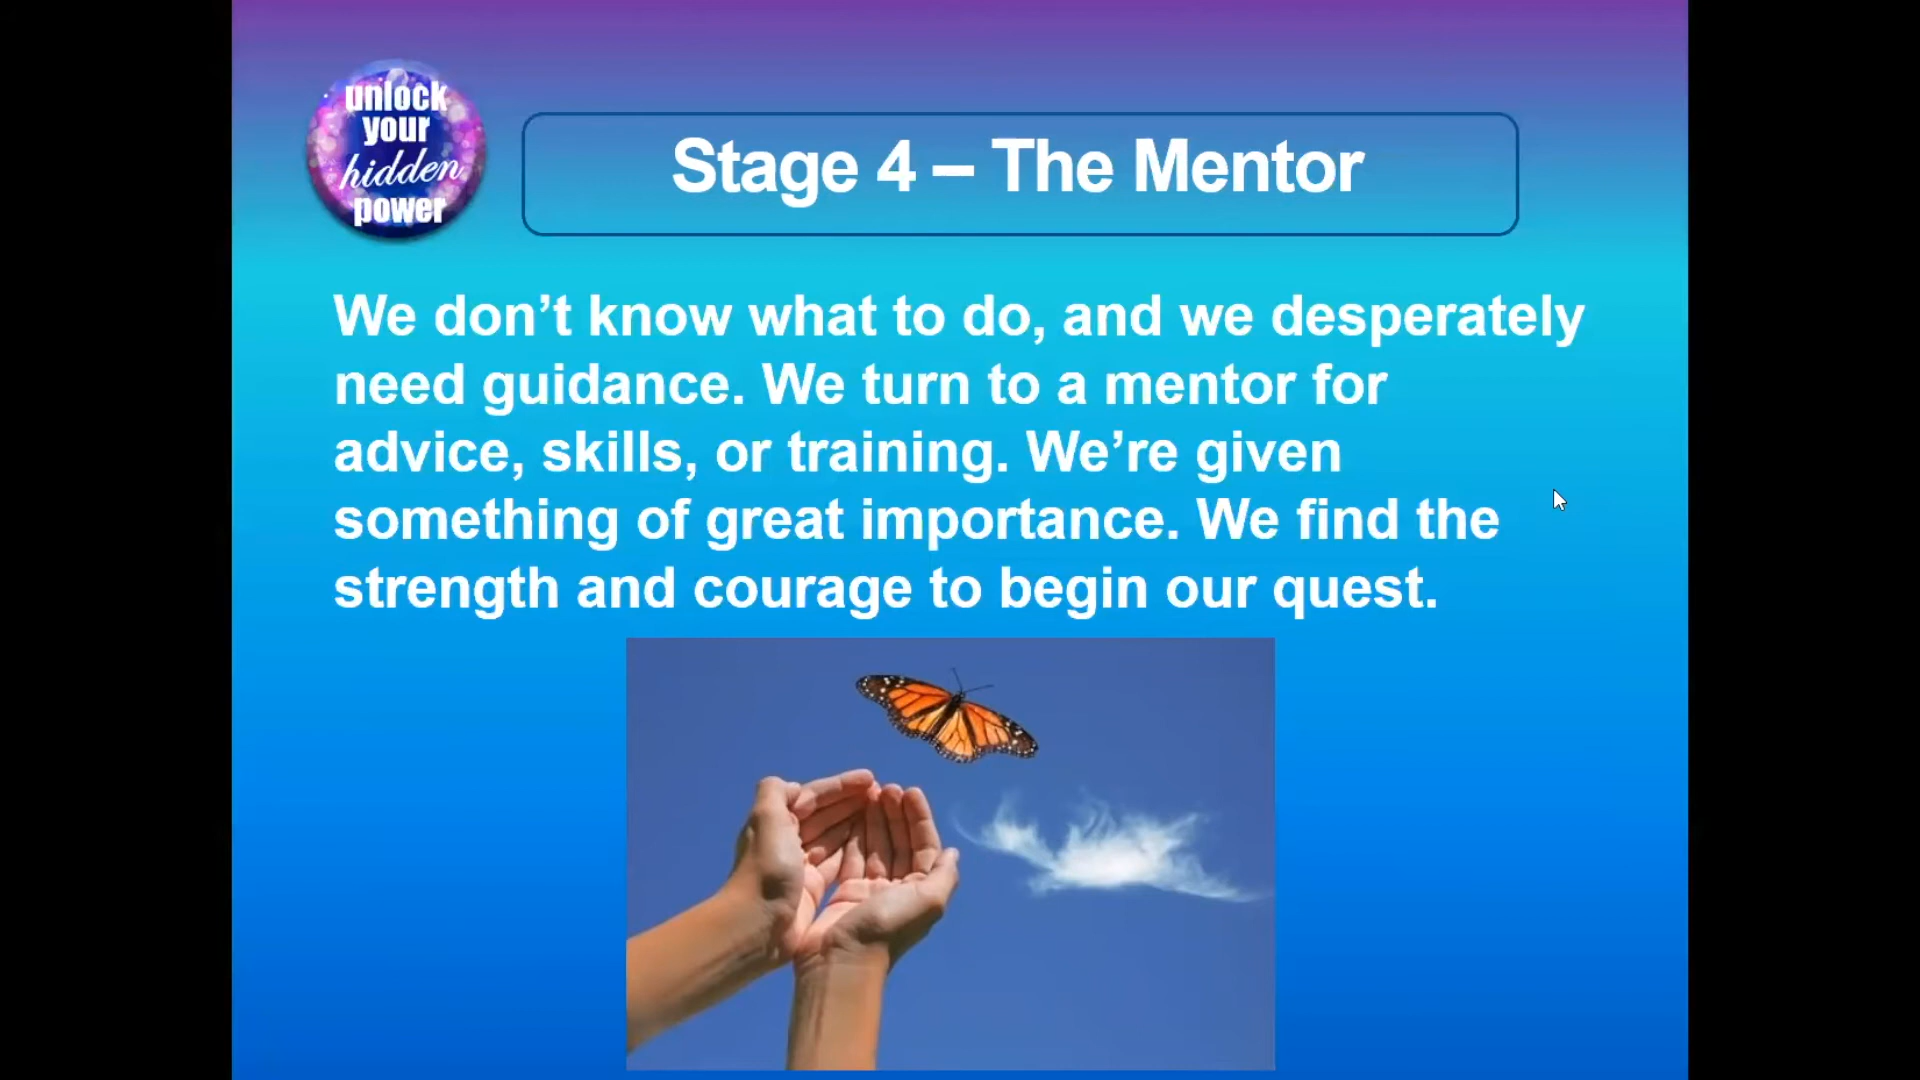 unlock
your
hidden
power
Stage 4 – The Mentor
We don’t know what to do, and we desperately
need guidance. We turn to a mentor for
advice, skills, or training. We’re given
something of great importance. We find the
strength and courage to begin our quest.